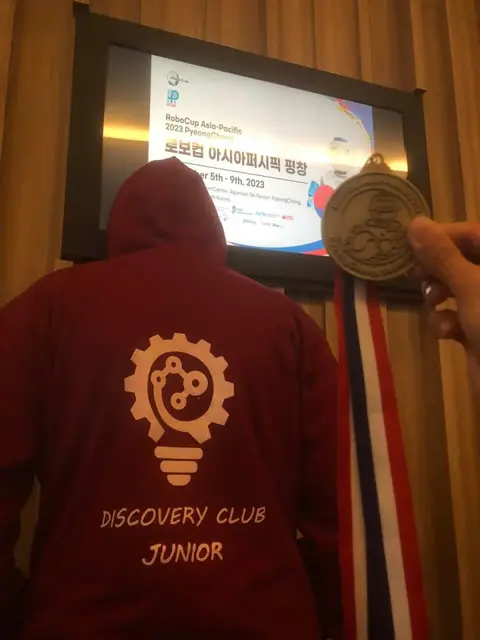 RoboCup Asia-Pacific
2023 PyeongChang
로보컵 아시아퍼시픽 평창
er 5th - 9th, 2023
DISCOVERY CLUB
JUNIOR